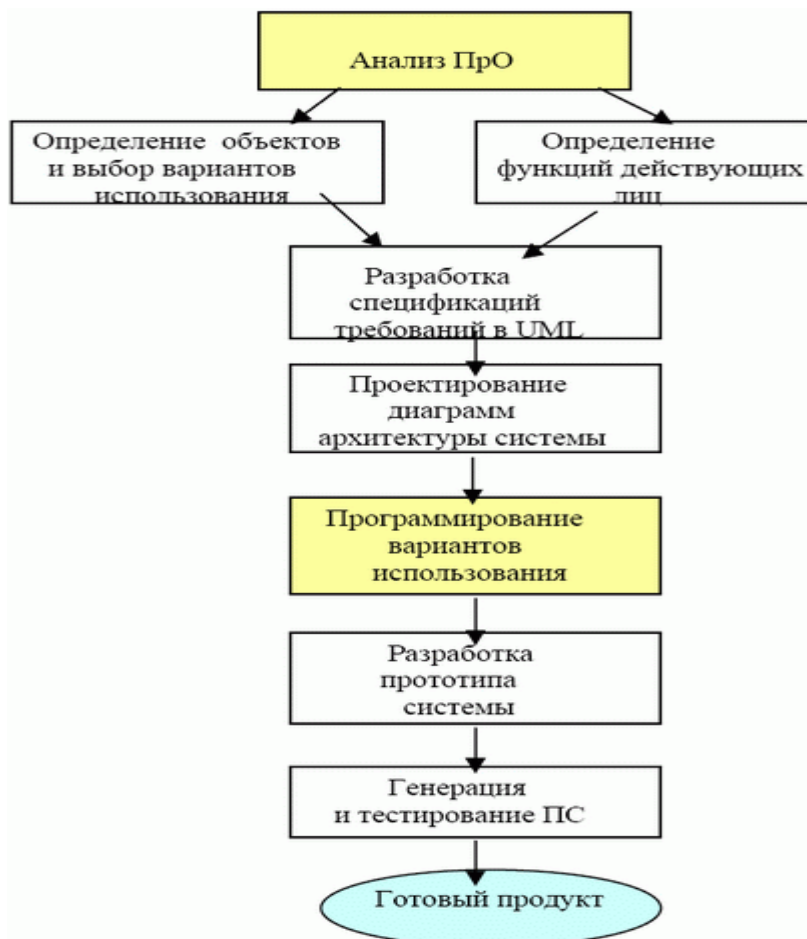 Анализ ПрО
Определение объектов
и выбор вариантов
использования
Определение
функций действующих
лиц
Разработка
спецификаций
требований в UML
Проектирование
диаграмм
архитектуры системы
Программирование
вариантов
использования
Разработка
прототипа
системы
Генерация
и тестирование ПС
Готовый продукт